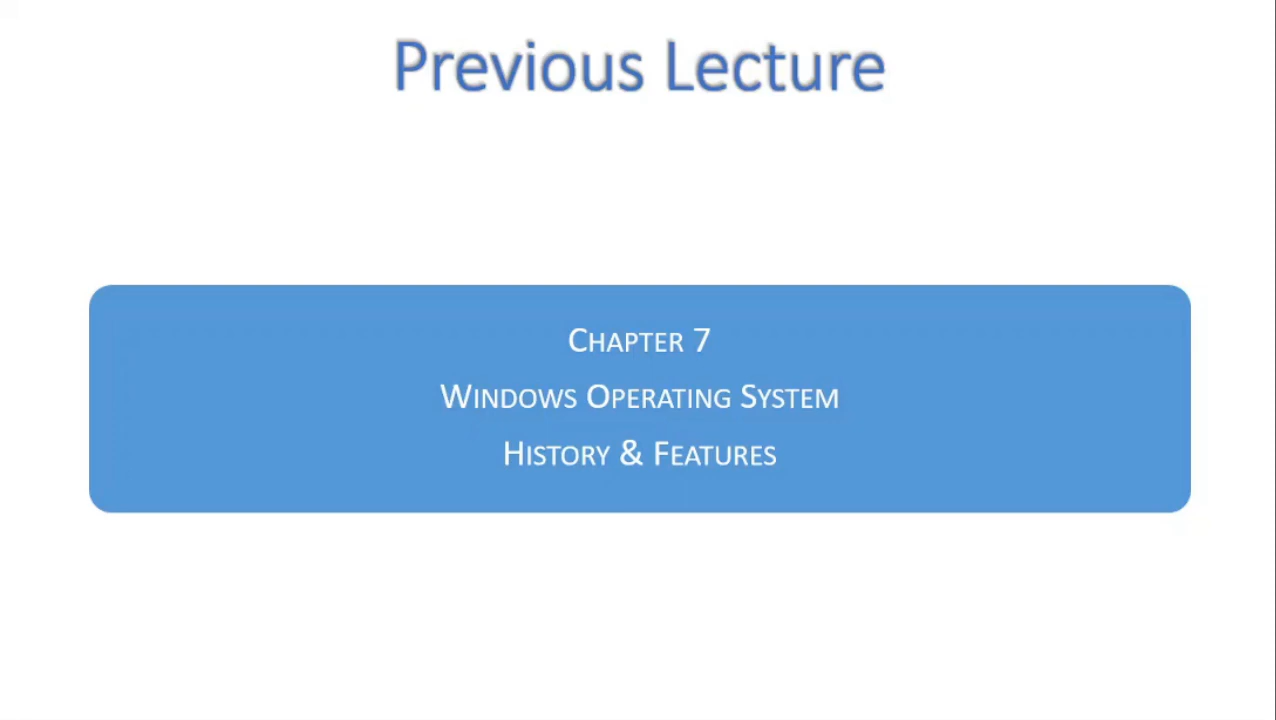 Previous Lecture
Chapter 7
Windows Operating System
History & Features